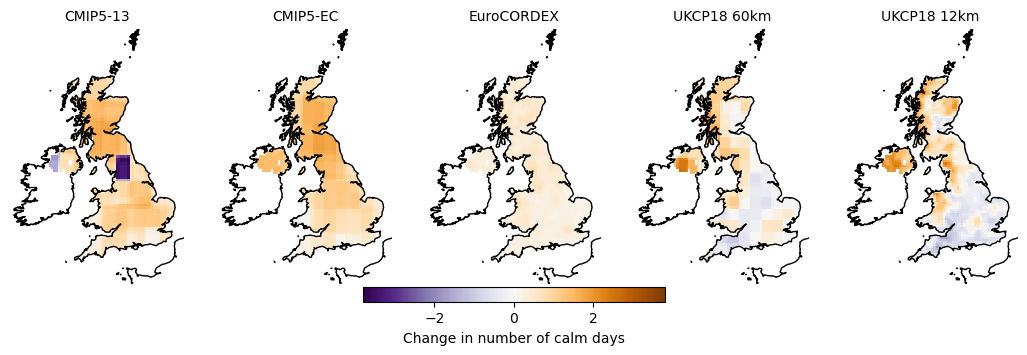 CMIP5-13
CMIP5-EC
EuroCORDEX
UKCP18 60km
UKCP18 12km
−2
0
2
Change in number of calm days